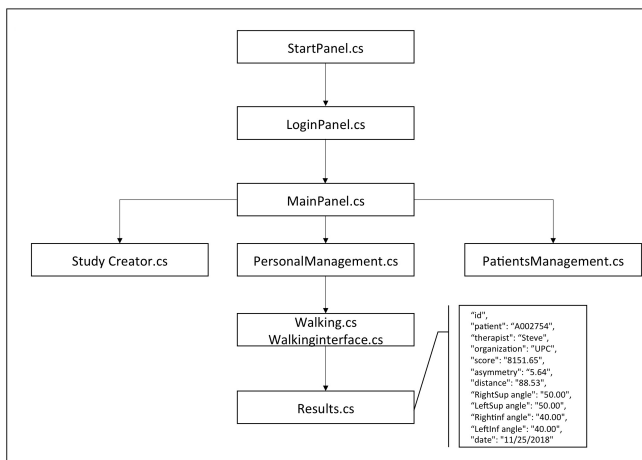 StartPanel.cs
LoginPanel.cs
MainPanel.cs
Study Creator.cs
PersonalManagement.cs
PatientsManagement.cs
Walking.cs
Walkinginterface.cs
Results.cs
“id",
"patient": “A002754",
"therapist": “Steve",
"organization": "UPC",
"score": "8151.65",
"asymmetry": “5.64",
"distance": "88.53",
"RightSup angle": "50.00",
"LeftSup angle": "50.00",
"RightInf angle": "40.00",
"LeftInf angle": "40.00",
"date": "11/25/2018"